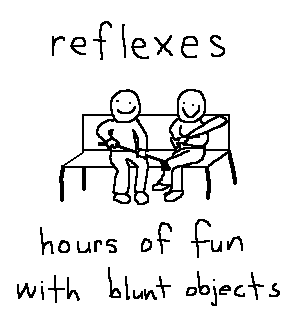 reflexes
hours of fun
with blunt objects